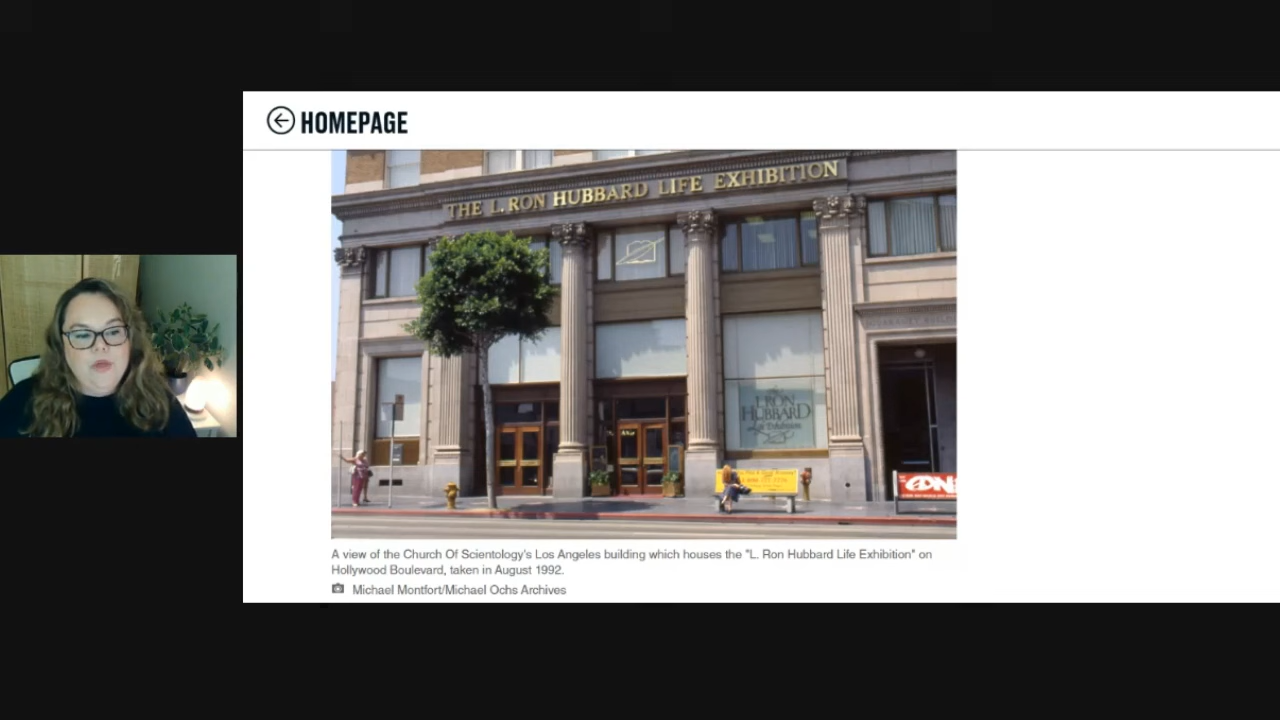 HOMEPAGE
THE L. RON HUBBARD LIFE EXHIBITION
L. RON
HUBBARD
Life Exhibition
A view of the Church Of Scientology's Los Angeles building which houses the "L. Ron Hubbard Life Exhibition" on
Hollywood Boulevard, taken in August 1992.
Michael Montfort/Michael Ochs Archives